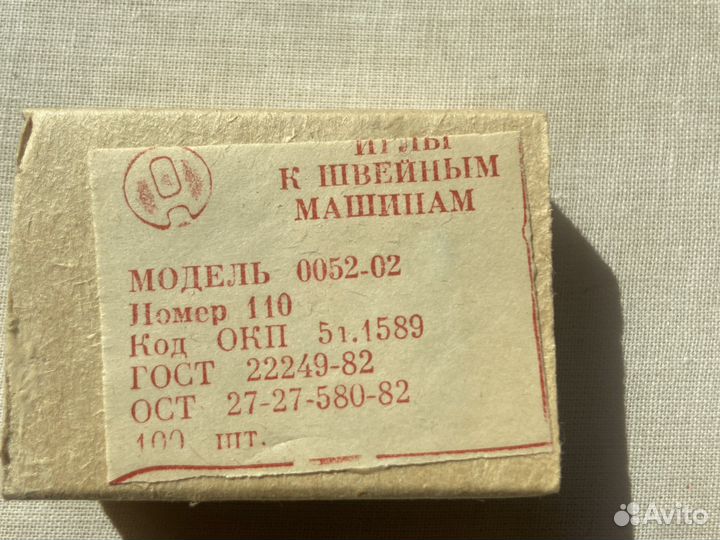 ИГЛЫ
К ШВЕЙНЫМ
МАШИНАМ
МОДЕЛЬ 0052-02
Номер 110
Код ОКП 51.1589
ГОСТ 22249-82
ОСТ 27-27-580-82
100 шт.
Avito